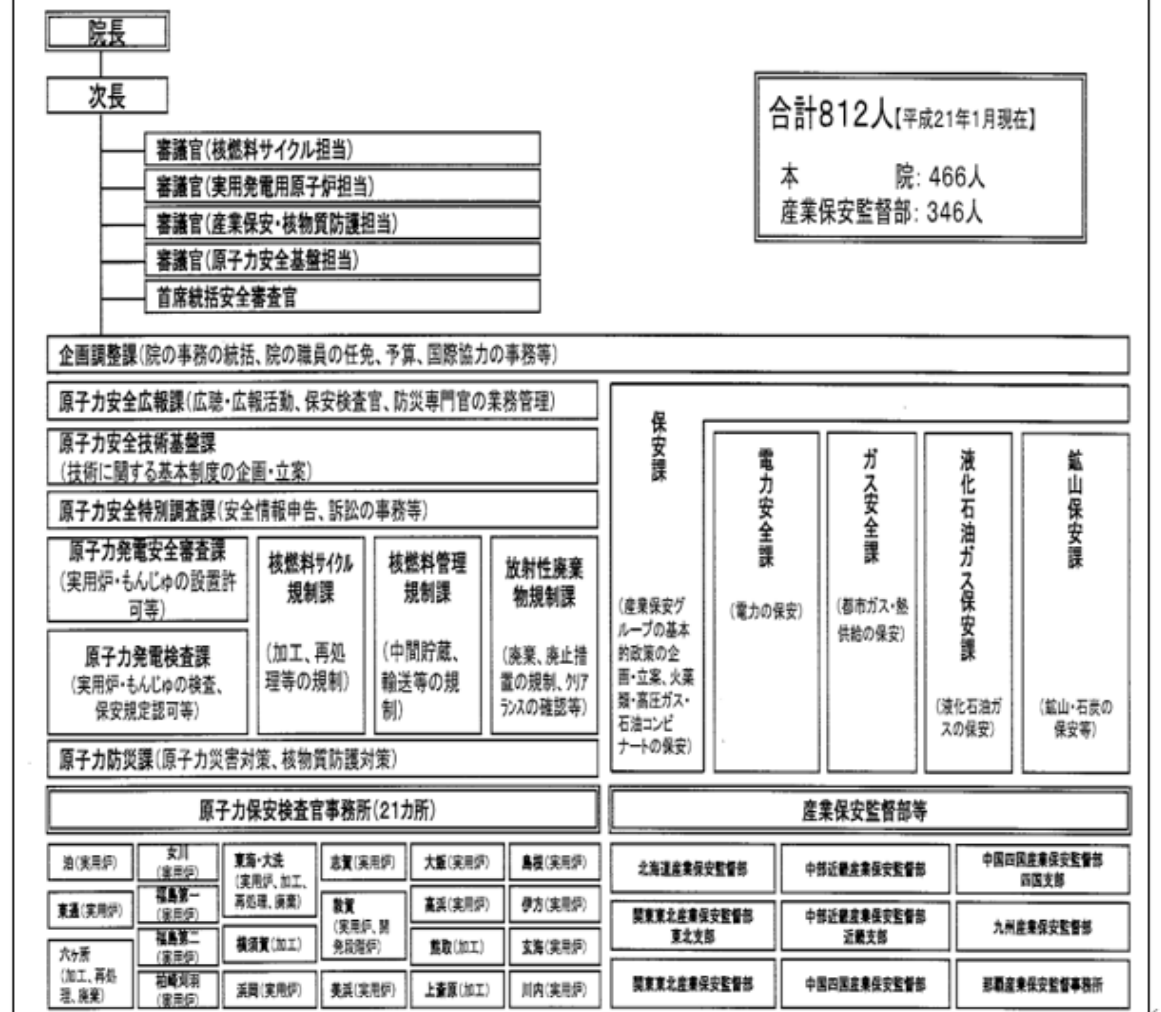 院長
次長
審議官(核燃料サイクル担当)
審議官(実用発電用原子炉担当)
審議官(産業保安・核物質防護担当)
審議官(原子力安全基盤担当)
首席統括安全審査官
合計812人【平成21年1月現在】
本　　　　院: 466人
産業保安監督部: 346人
企画調整課(院の事務の統括、院の職員の任免、予算、国際協力の事務等)
原子力安全広報課(広聴・広報活動、保安検査官、防災専門官の業務管理)
原子力安全技術基盤課
(技術に関する基本制度の企画・立案)
原子力安全特別調査課(安全情報申告、訴訟の事務等)
原子力発電安全審査課
(実用炉・もんじゅの設置許
可等)
原子力発電検査課
(実用炉・もんじゅの検査、
保安規定認可等)
核燃料サイクル
規制課
(加工、再処
理等の規制)
核燃料管理
規制課
(中間貯蔵、
輸送等の規
制)
放射性廃棄
物規制課
(廃棄、廃止措
置の規制、クリア
ランスの確認等)
原子力防災課(原子力災害対策、核物質防護対策)
保安課
(産業保安グ
ループの基本
的政策の企
画・立案、火薬
類・高圧ガス・
石油コンビ
ナートの保安)
電力安全課
(電力の保安)
ガス安全課
(都市ガス・熱
供給の保安)
液化石油ガス保安課
(液化石油ガ
スの保安)
鉱山保安課
(鉱山・石炭の
保安等)
原子力保安検査官事務所(21カ所)
泊(実用炉)
東通(実用炉)
六ヶ所
(加工、再処
理、廃棄)
女川
(実用炉)
福島第一
(実用炉)
福島第二
(実用炉)
柏崎刈羽
(実用炉)
東海・大洗
(実用炉、加工、
再処理、廃棄)
横須賀(加工)
浜岡(実用炉)
志賀(実用炉)
敦賀
(実用炉、開
発段階炉)
美浜(実用炉)
大飯(実用炉)
高浜(実用炉)
熊取(加工)
上斎原(加工)
島根(実用炉)
伊方(実用炉)
玄海(実用炉)
川内(実用炉)
産業保安監督部等
北海道産業保安監督部
関東東北産業保安監督部
東北支部
関東東北産業保安監督部
中部近畿産業保安監督部
中部近畿産業保安監督部
近畿支部
中国四国産業保安監督部
中国四国産業保安監督部
四国支部
九州産業保安監督部
那覇産業保安監督事務所